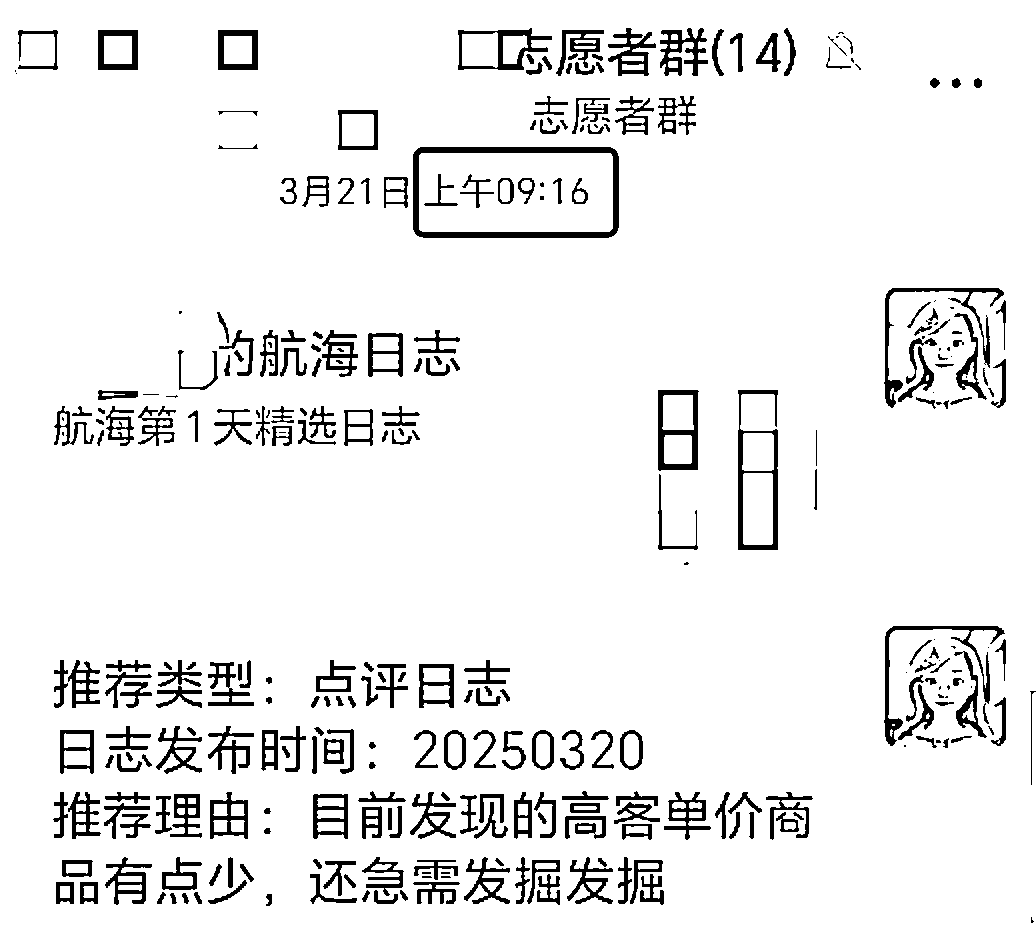 志愿者群(14)
志愿者群
3月21日 上午09:16
的航海日志
航海第1天精选日志
推荐类型：点评日志
日志发布时间：20250320
推荐理由：目前发现的高客单价商
品有点少，还急需发掘发掘